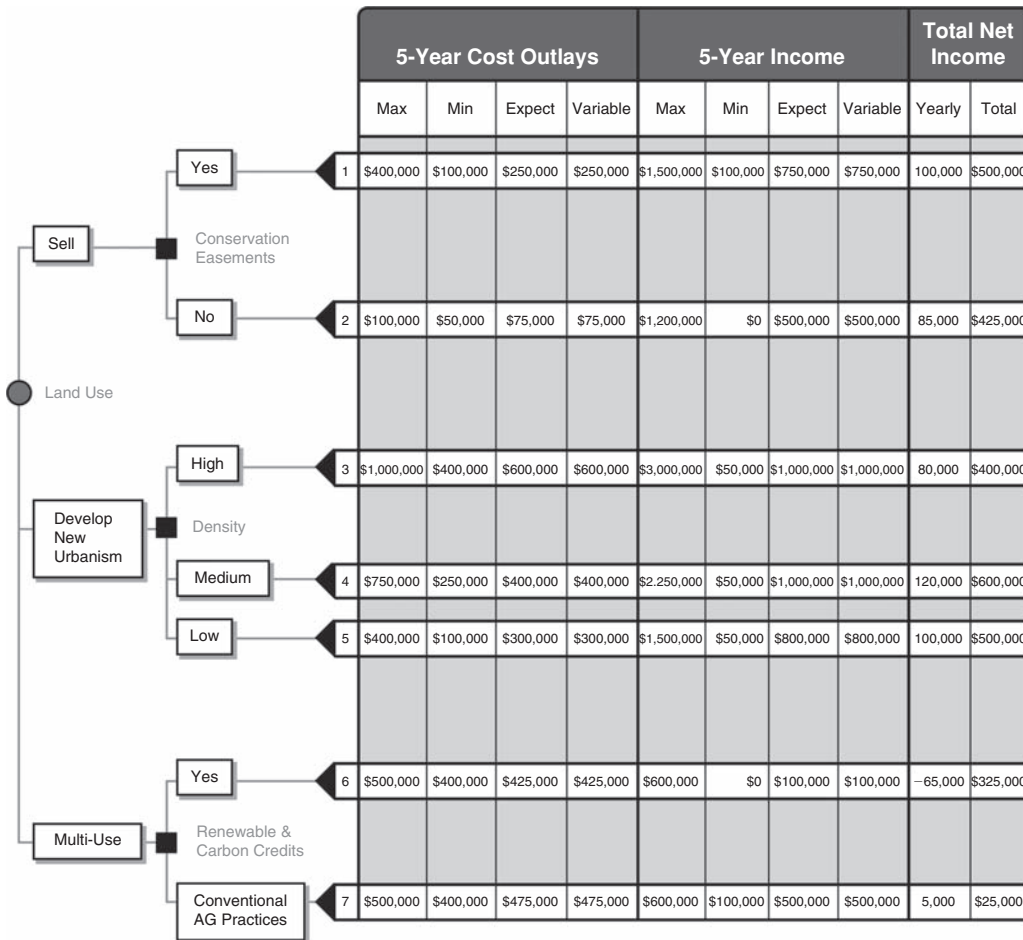 5-Year Cost Outlays 5-Year Income Total Net
Income
Max Min Expect Variable Max Min Expect Variable Yearly Total
Yes 1 $400,000 $100,000 $250,000 $250,000 $1,500,000 $100,000 $750,000 $750,000 100,000 $500,000
Sell
Conservation
Easements
No 2 $100,000 $50,000 $75,000 $75,000 $1,200,000 $0 $500,000 $500,000 85,000 $425,000
Land Use
High 3 $1,000,000 $400,000 $600,000 $600,000 $3,000,000 $50,000 $1,000,000 $1,000,000 80,000 $400,000
Develop
New
Urbanism
Density
Medium 4 $750,000 $250,000 $400,000 $400,000 $2.250,000 $50,000 $1,000,000 $1,000,000 120,000 $600,000
Low 5 $400,000 $100,000 $300,000 $300,000 $1,500,000 $50,000 $800,000 $800,000 100,000 $500,000
Yes 6 $500,000 $400,000 $425,000 $425,000 $600,000 $0 $100,000 $100,000 −65,000 $325,000
Multi-Use
Renewable &
Carbon Credits
Conventional
AG Practices
7 $500,000 $400,000 $475,000 $475,000 $600,000 $100,000 $500,000 $500,000 5,000 $25,000